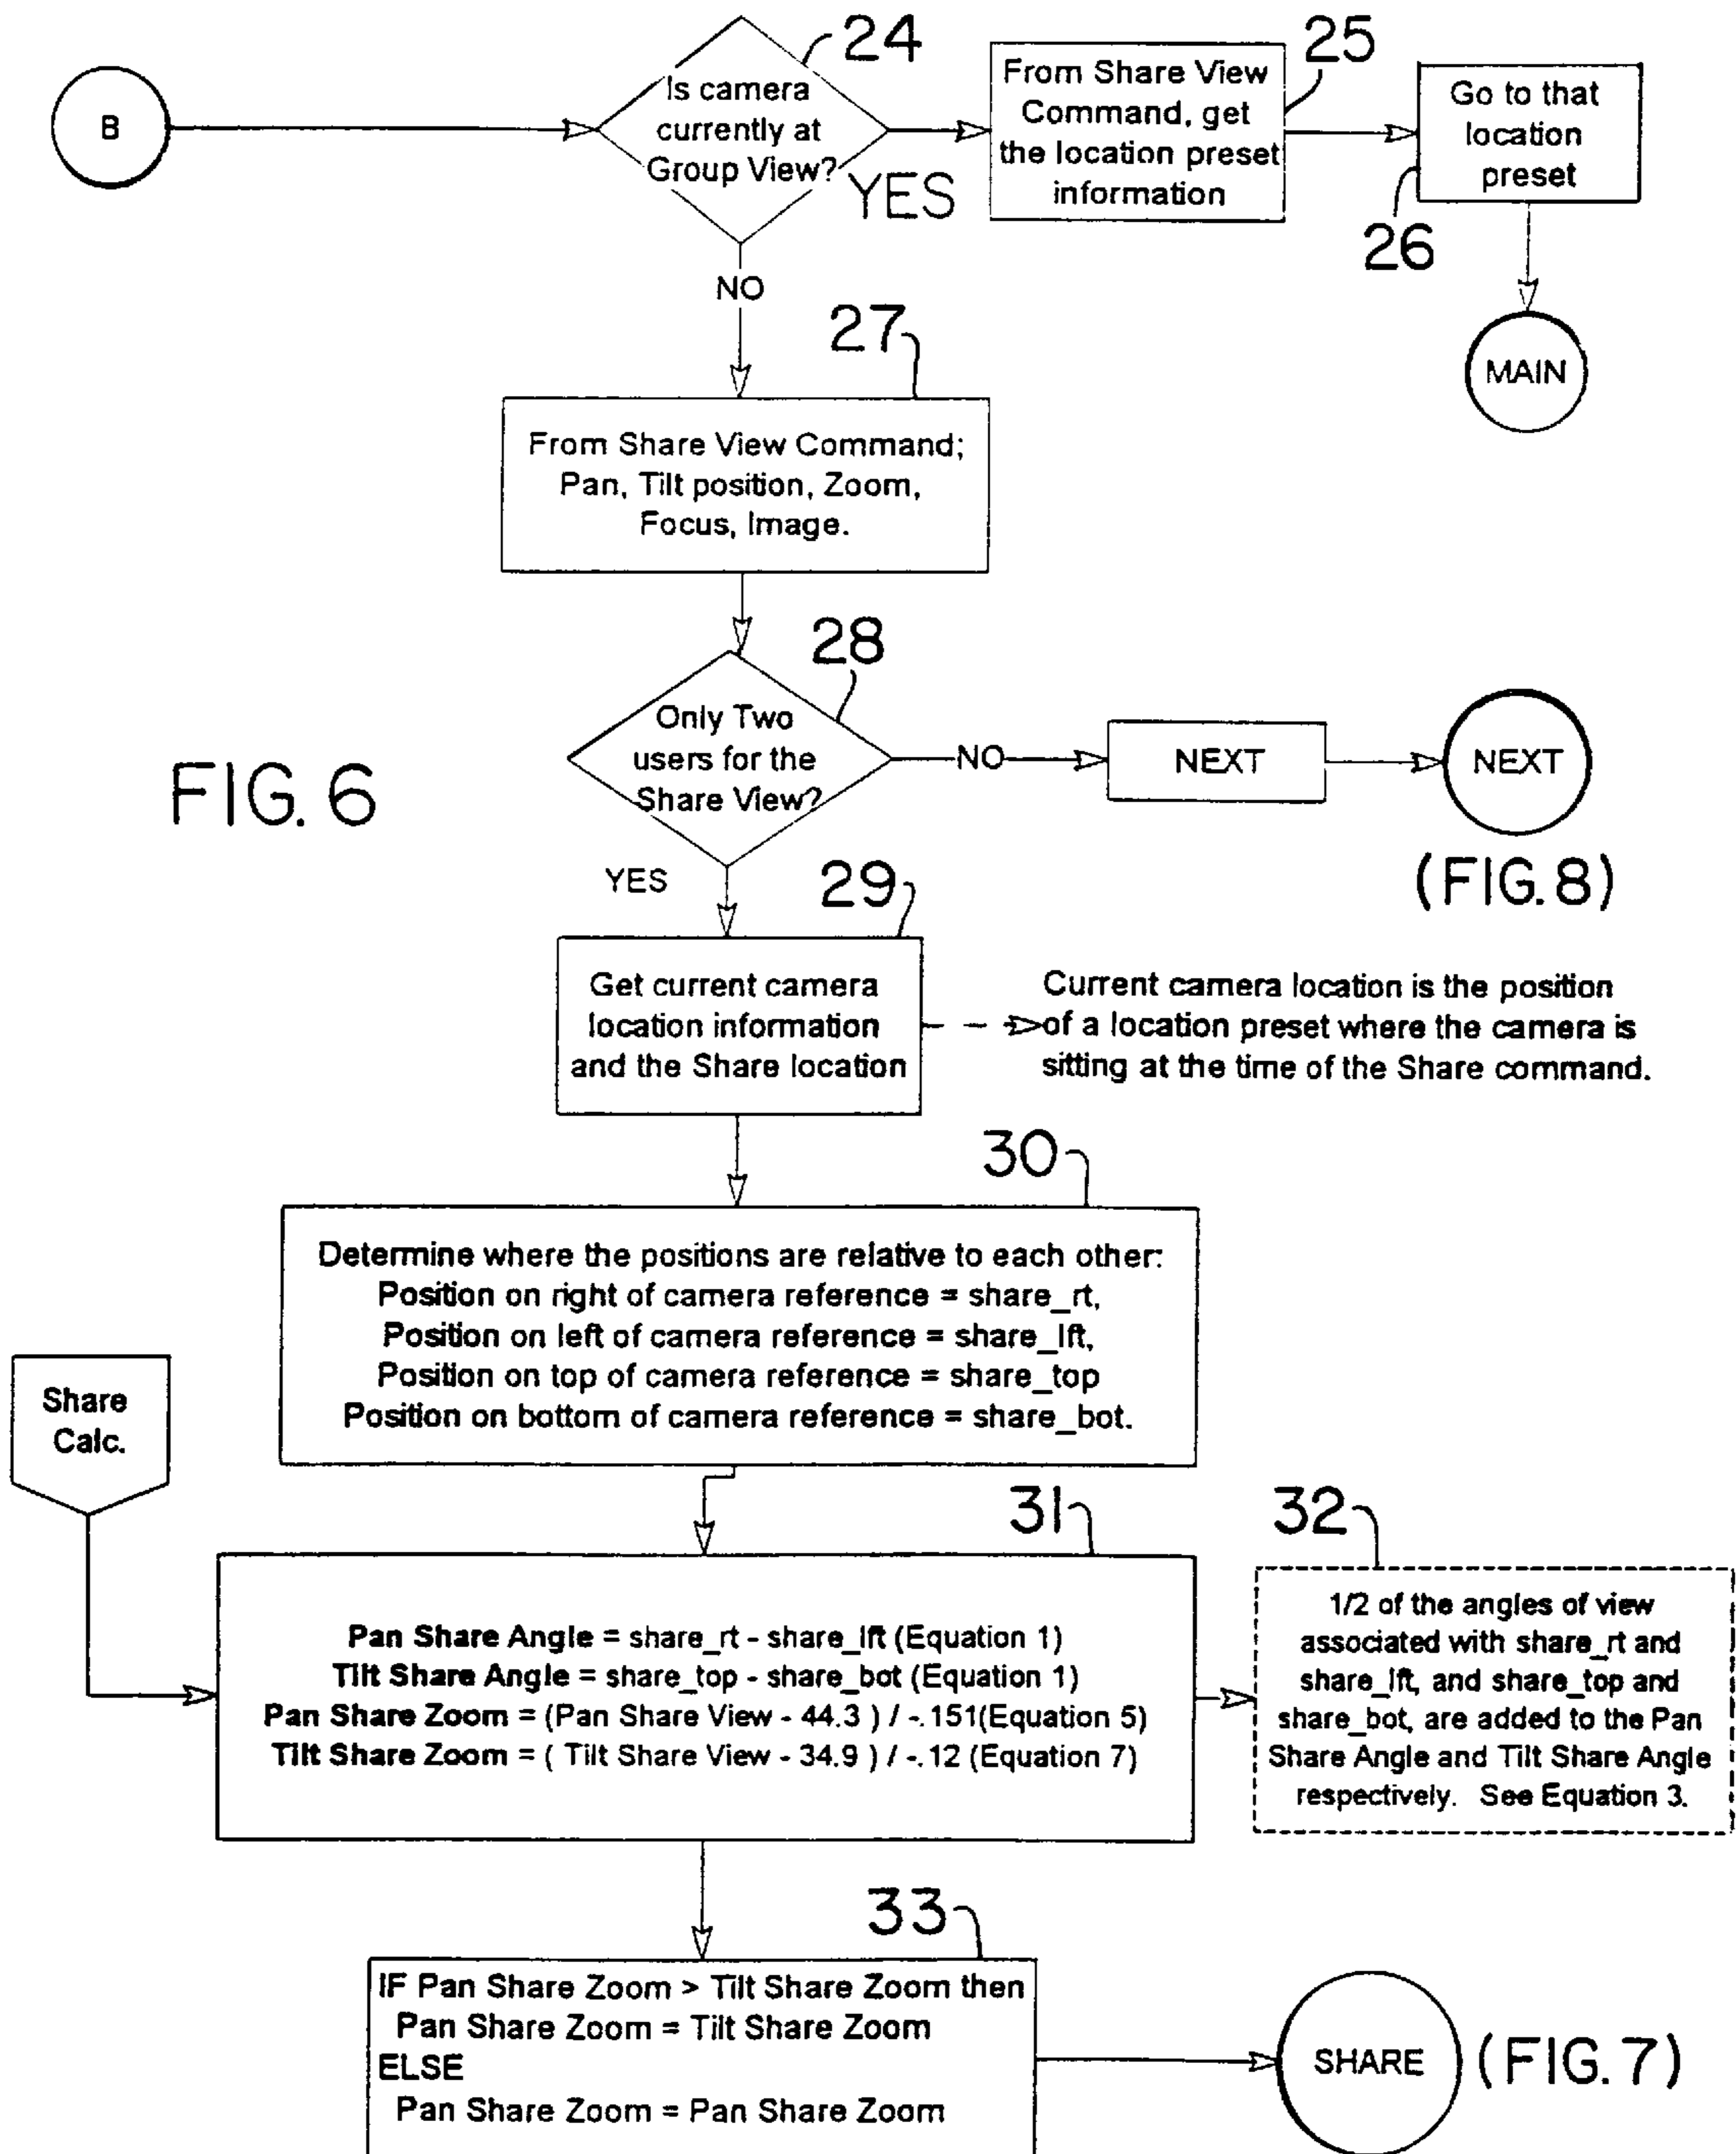 24
25
B
Is camera
currently at
Group View?
YES
From Share View
Command, get
the location preset
information
Go to that
location
preset
26
MAIN
NO
27
From Share View Command;
Pan, Tilt position, Zoom,
Focus, Image.
28
Only Two
users for the
Share View?
NO
NEXT
NEXT
(FIG. 8)
FIG. 6
YES
29
Get current camera
location information
and the Share location
Current camera location is the position
of a location preset where the camera is
sitting at the time of the Share command.
30
Determine where the positions are relative to each other:
Position on right of camera reference = share_rt,
Position on left of camera reference = share_lft,
Position on top of camera reference = share_top
Position on bottom of camera reference = share_bot.
Share
Calc.
31
32
Pan Share Angle = share_rt - share_lft (Equation 1)
Tilt Share Angle = share_top - share_bot (Equation 1)
Pan Share Zoom = (Pan Share View - 44.3 ) / -.151(Equation 5)
Tilt Share Zoom = ( Tilt Share View - 34.9 ) / -.12 (Equation 7)
1/2 of the angles of view
associated with share_rt and
share_lft, and share_top and
share_bot, are added to the Pan
Share Angle and Tilt Share Angle
respectively. See Equation 3.
33
IF Pan Share Zoom > Tilt Share Zoom then
Pan Share Zoom = Tilt Share Zoom
ELSE
Pan Share Zoom = Pan Share Zoom
SHARE
(FIG. 7)